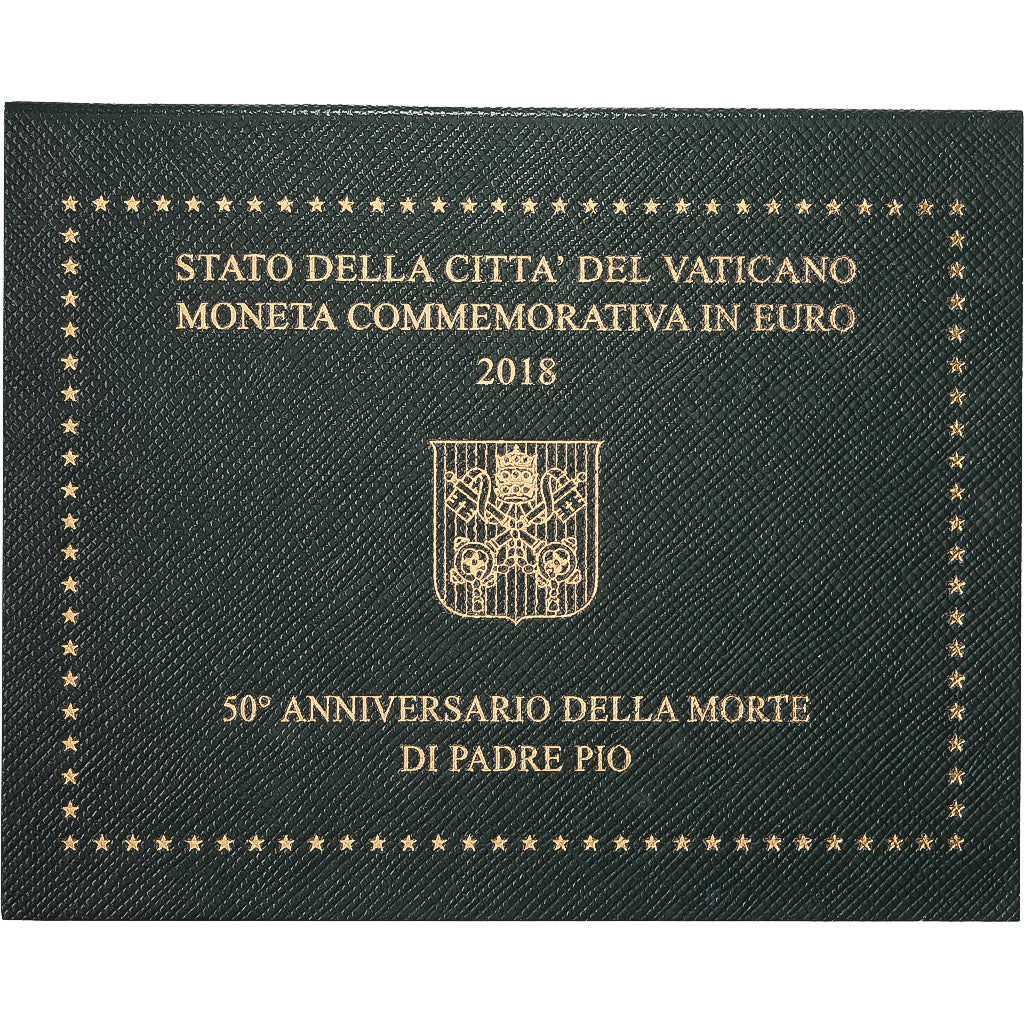 STATO DELLA CITTA' DEL VATICANO
MONETA COMMEMORATIVA IN EURO
2018
50° ANNIVERSARIO DELLA MORTE
DI PADRE PIO